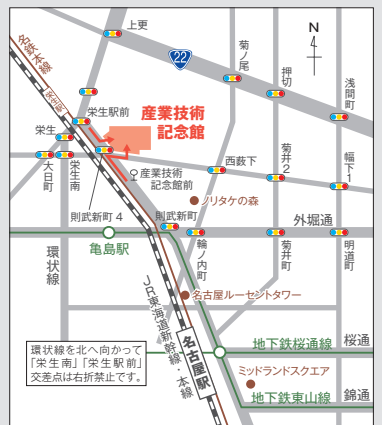 上更
N
22
名鉄本線
栄生駅
菊ノ尾
押切
浅間町
栄生駅前
産業技術
記念館
栄生
大日町
栄生南
産業技術
記念館前
西薮下
菊井2
幅下1
ノリタケの森
則武新町4
則武新町
外堀通
亀島駅
輪ノ内町
菊井町
明道町
環状線
JR東海道新幹線・本線
名古屋ルーセントタワー
名古屋駅
環状線を北へ向かって
「栄生南」「栄生駅前」
交差点は右折禁止です。
地下鉄桜通線
桜通
ミッドランドスクエア
地下鉄東山線
錦通